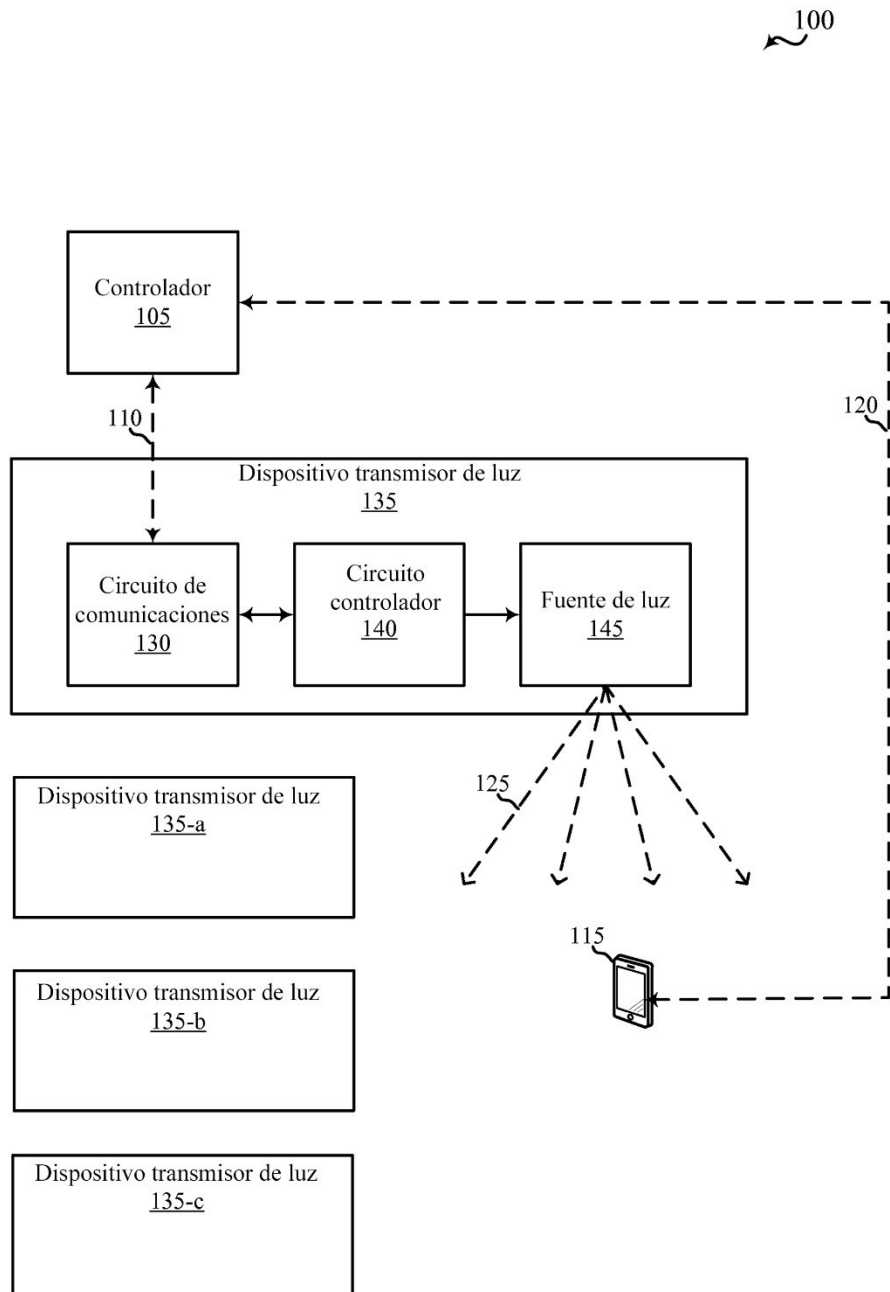 100
Controlador
105
110
120
Dispositivo transmisor de luz
135
Circuito de
comunicaciones
130
Circuito
controlador
140
Fuente de luz
145
125
Dispositivo transmisor de luz
135-a
115
Dispositivo transmisor de luz
135-b
Dispositivo transmisor de luz
135-c